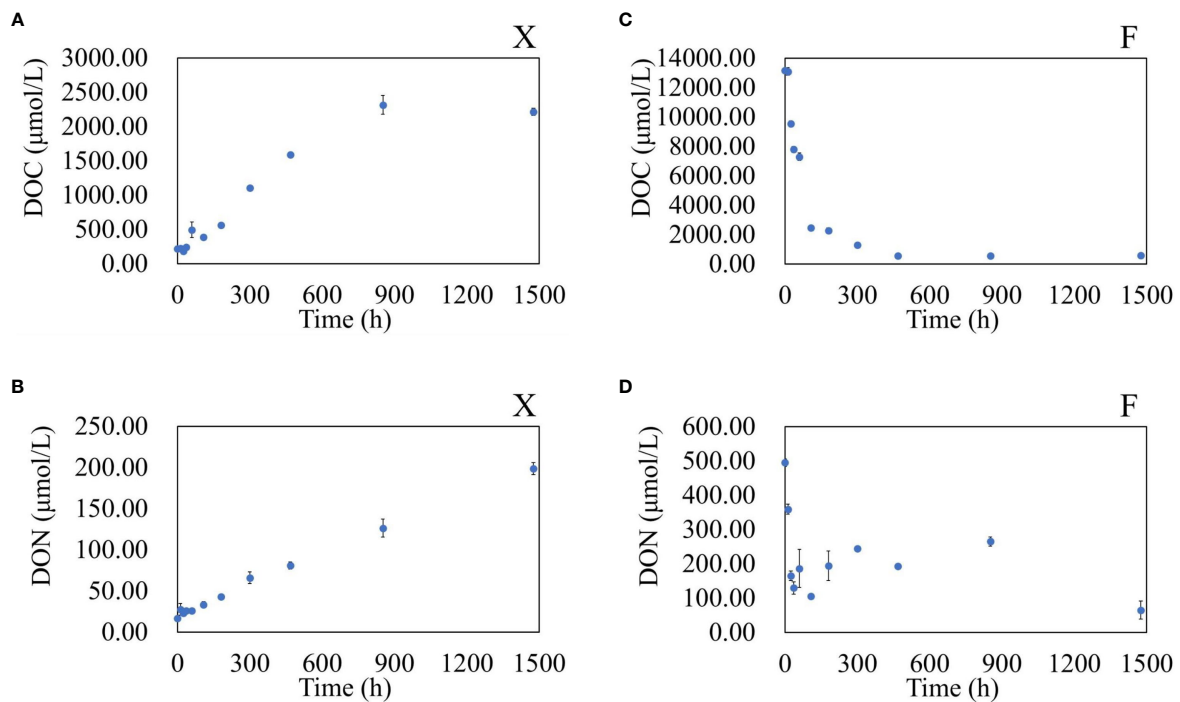 A
X
DOC (μmol/L)
3000.00
2500.00
2000.00
1500.00
1000.00
500.00
0.00
0 300 600 900 1200 1500
Time (h)
C
F
DOC (μmol/L)
14000.00
12000.00
10000.00
8000.00
6000.00
4000.00
2000.00
0.00
0 300 600 900 1200 1500
Time (h)
B
X
DON (μmol/L)
250.00
200.00
150.00
100.00
50.00
0.00
0 300 600 900 1200 1500
Time (h)
D
F
DON (μmol/L)
600.00
500.00
400.00
300.00
200.00
100.00
0.00
0 300 600 900 1200 1500
Time (h)